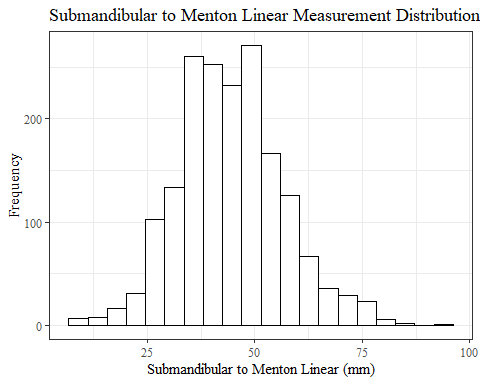 Submandibular to Menton Linear Measurement Distribution
Frequency
200
100
0
25 50 75 100
Submandibular to Menton Linear (mm)